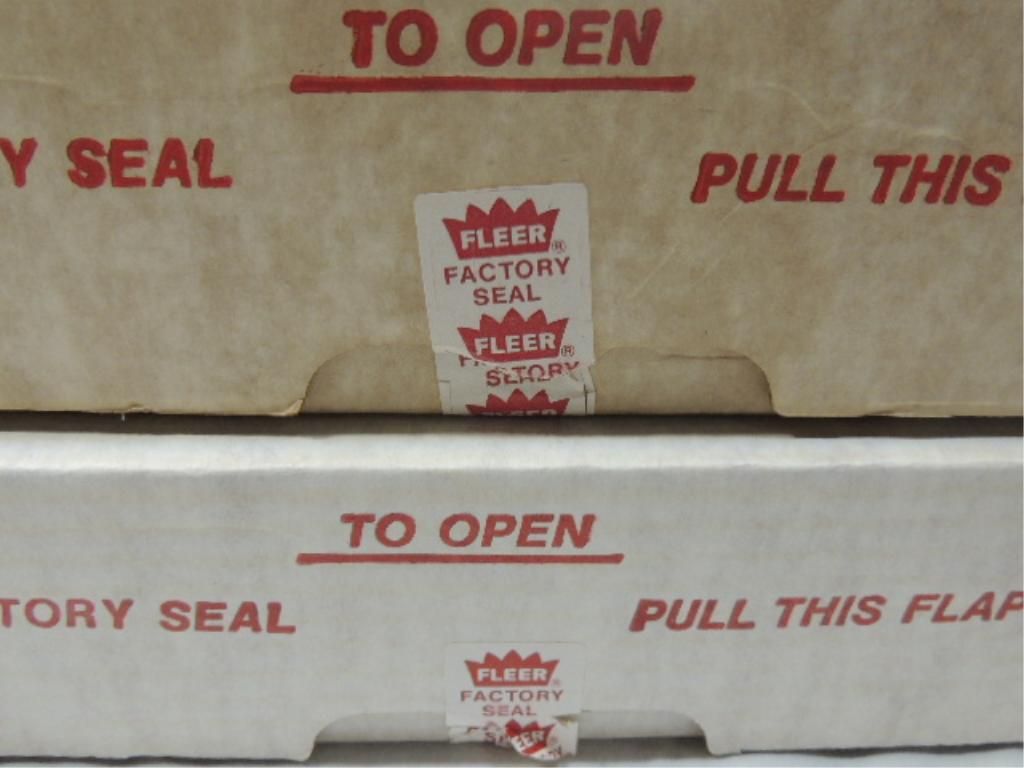 TO OPEN
Y SEAL
PULL THIS
FLEER®
FACTORY
SEAL
FLEER®
FLEER
TO OPEN
TORY SEAL
PULL THIS FLAP
FLEER
FACTORY
SEAL